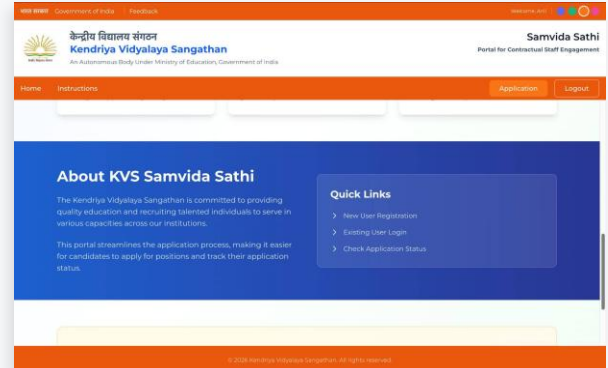 भारत सरकार Government of India Feedback
केन्द्रीय विद्यालय संगठन
Kendriya Vidyalaya Sangathan
An Autonomous Body Under Ministry of Education, Government of India
Samvida Sathi
Portal for Contractual Staff Engagement
Home Instructions Application Logout
About KVS Samvida Sathi
The Kendriya Vidyalaya Sangathan is committed to providing
quality education and recruiting talented individuals to serve in
various capacities across our institutions.
This portal streamlines the application process, making it easier
for candidates to apply for positions and track their application
status.
Quick Links
> New User Registration
> Existing User Login
> Check Application Status
© 2026 Kendriya Vidyalaya Sangathan. All rights reserved.